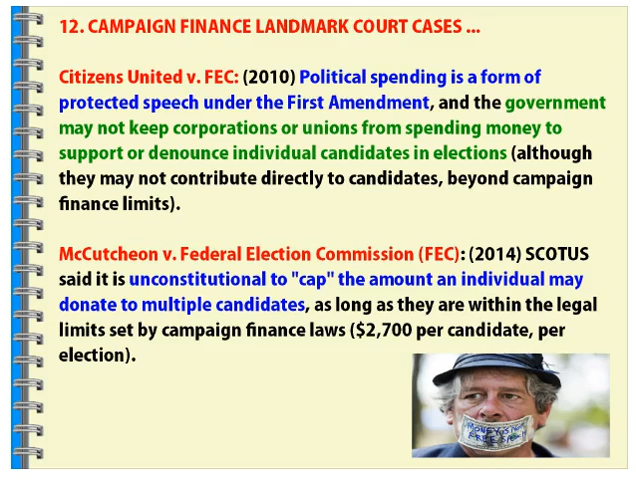 12. CAMPAIGN FINANCE LANDMARK COURT CASES ...
Citizens United v. FEC: (2010) Political spending is a form of
protected speech under the First Amendment, and the government
may not keep corporations or unions from spending money to
support or denounce individual candidates in elections (although
they may not contribute directly to candidates, beyond campaign
finance limits).
McCutcheon v. Federal Election Commission (FEC): (2014) SCOTUS
said it is unconstitutional to "cap" the amount an individual may
donate to multiple candidates, as long as they are within the legal
limits set by campaign finance laws ($2,700 per candidate, per
election).
FREE SPEECH